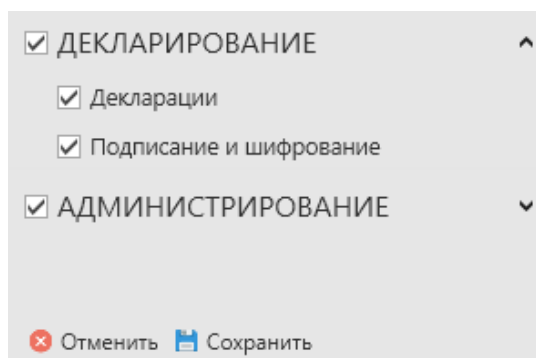 ДЕКЛАРИРОВАНИЕ
Декларации
Подписание и шифрование
АДМИНИСТРИРОВАНИЕ
Отменить Сохранить